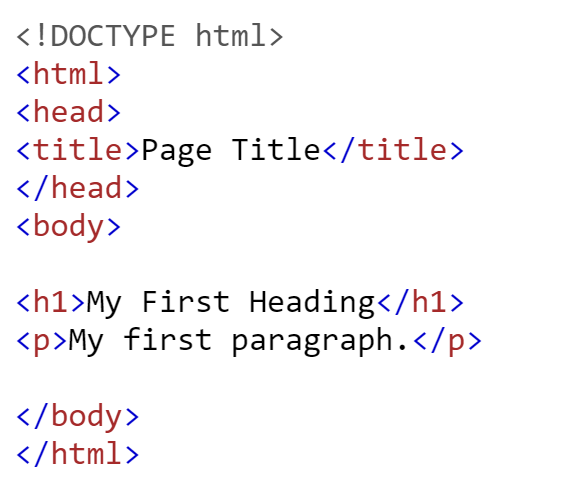 <!DOCTYPE html>
<html>
<head>
<title>Page Title</title>
</head>
<body>
<h1>My First Heading</h1>
<p>My first paragraph.</p>
</body>
</html>